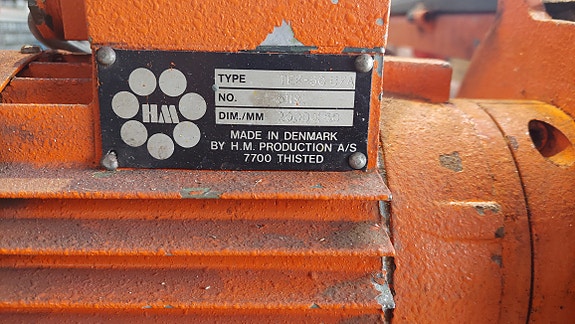 HM
TYPE
NO.
DIM./MM
MADE IN DENMARK
BY H.M. PRODUCTION A/S
7700 THISTED